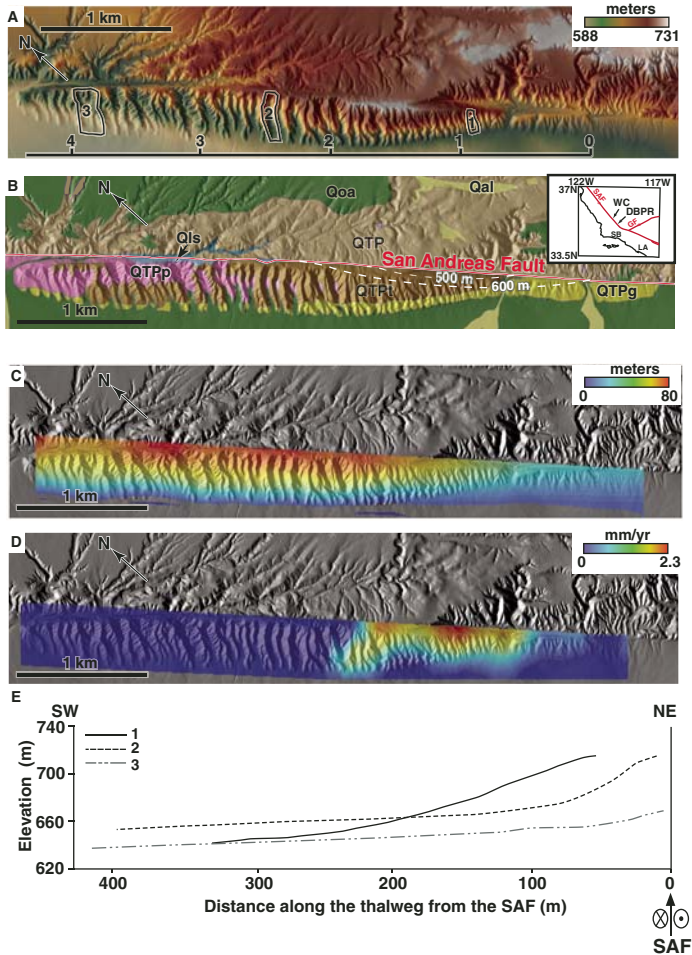 A
1 km
N
meters
588 731
3
2
1
4 3 2 1 0
B
N
Qoa
Qal
Qls
QTP
QTPp
San Andreas Fault
500 m
QTPl
600 m
QTPg
1 km
122W 117W
37N
SAF
WC
DBPR
GF
SB
LA
33.5N
C
N
meters
0 80
1 km
D
N
mm/yr
0 2.3
1 km
E
SW NE
740
700
660
620
Elevation (m)
1
2
3
400 300 200 100 0
Distance along the thalweg from the SAF (m)
SAF